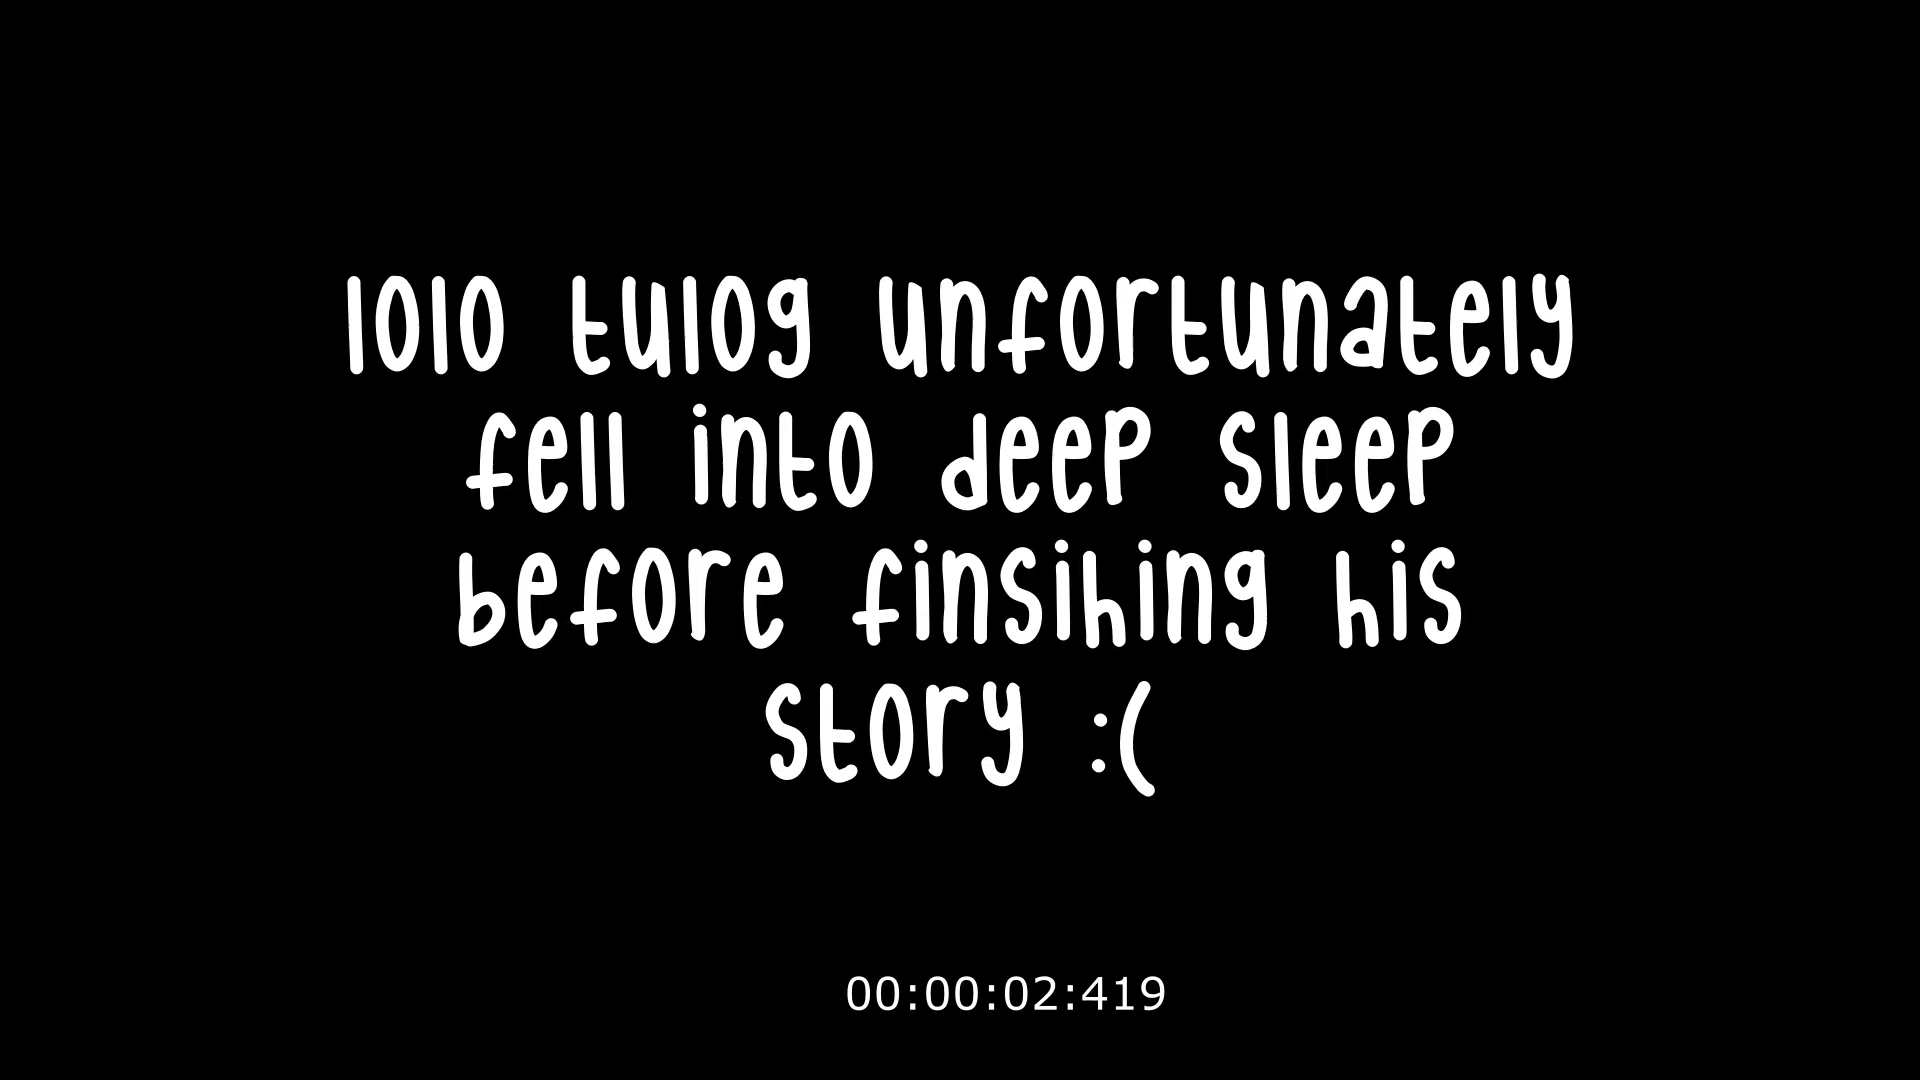 lolo tulog unfortunately
fell into deep sleep
before finsihing his
story :(
00:00:02:419